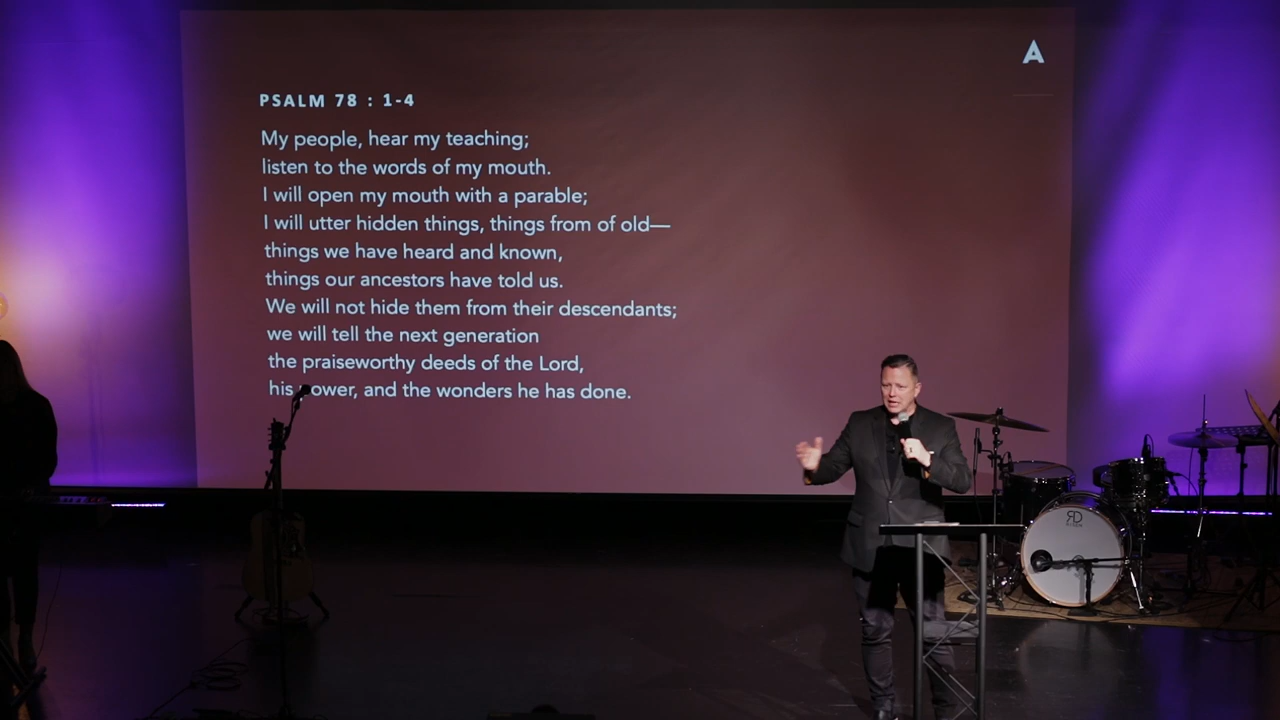 A
PSALM 78 : 1-4
My people, hear my teaching;
listen to the words of my mouth.
I will open my mouth with a parable;
I will utter hidden things, things from of old—
things we have heard and known,
things our ancestors have told us.
We will not hide them from their descendants;
we will tell the next generation
the praiseworthy deeds of the Lord,
his power, and the wonders he has done.
RD